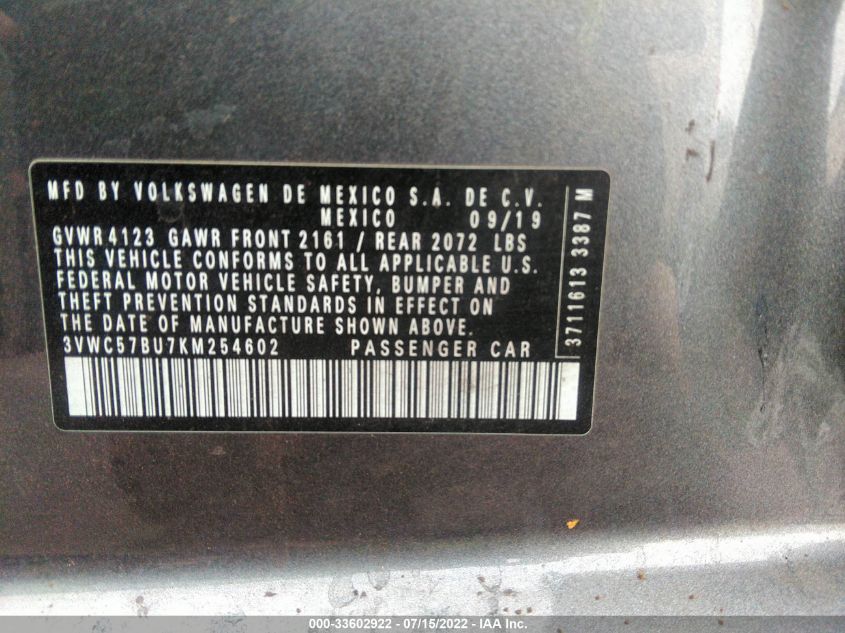 MFD BY VOLKSWAGEN DE MEXICO S.A. DE C.V.
MEXICO 09/19
GVWR 4123 GAWR FRONT 2161 / REAR 2072 LBS
THIS VEHICLE CONFORMS TO ALL APPLICABLE U.S.
FEDERAL MOTOR VEHICLE SAFETY, BUMPER AND
THEFT PREVENTION STANDARDS IN EFFECT ON
THE DATE OF MANUFACTURE SHOWN ABOVE.
3VWC57BU7KM254602 PASSENGER CAR
3711613 3387 M
000-33602922 - 07/15/2022 - IAA Inc.